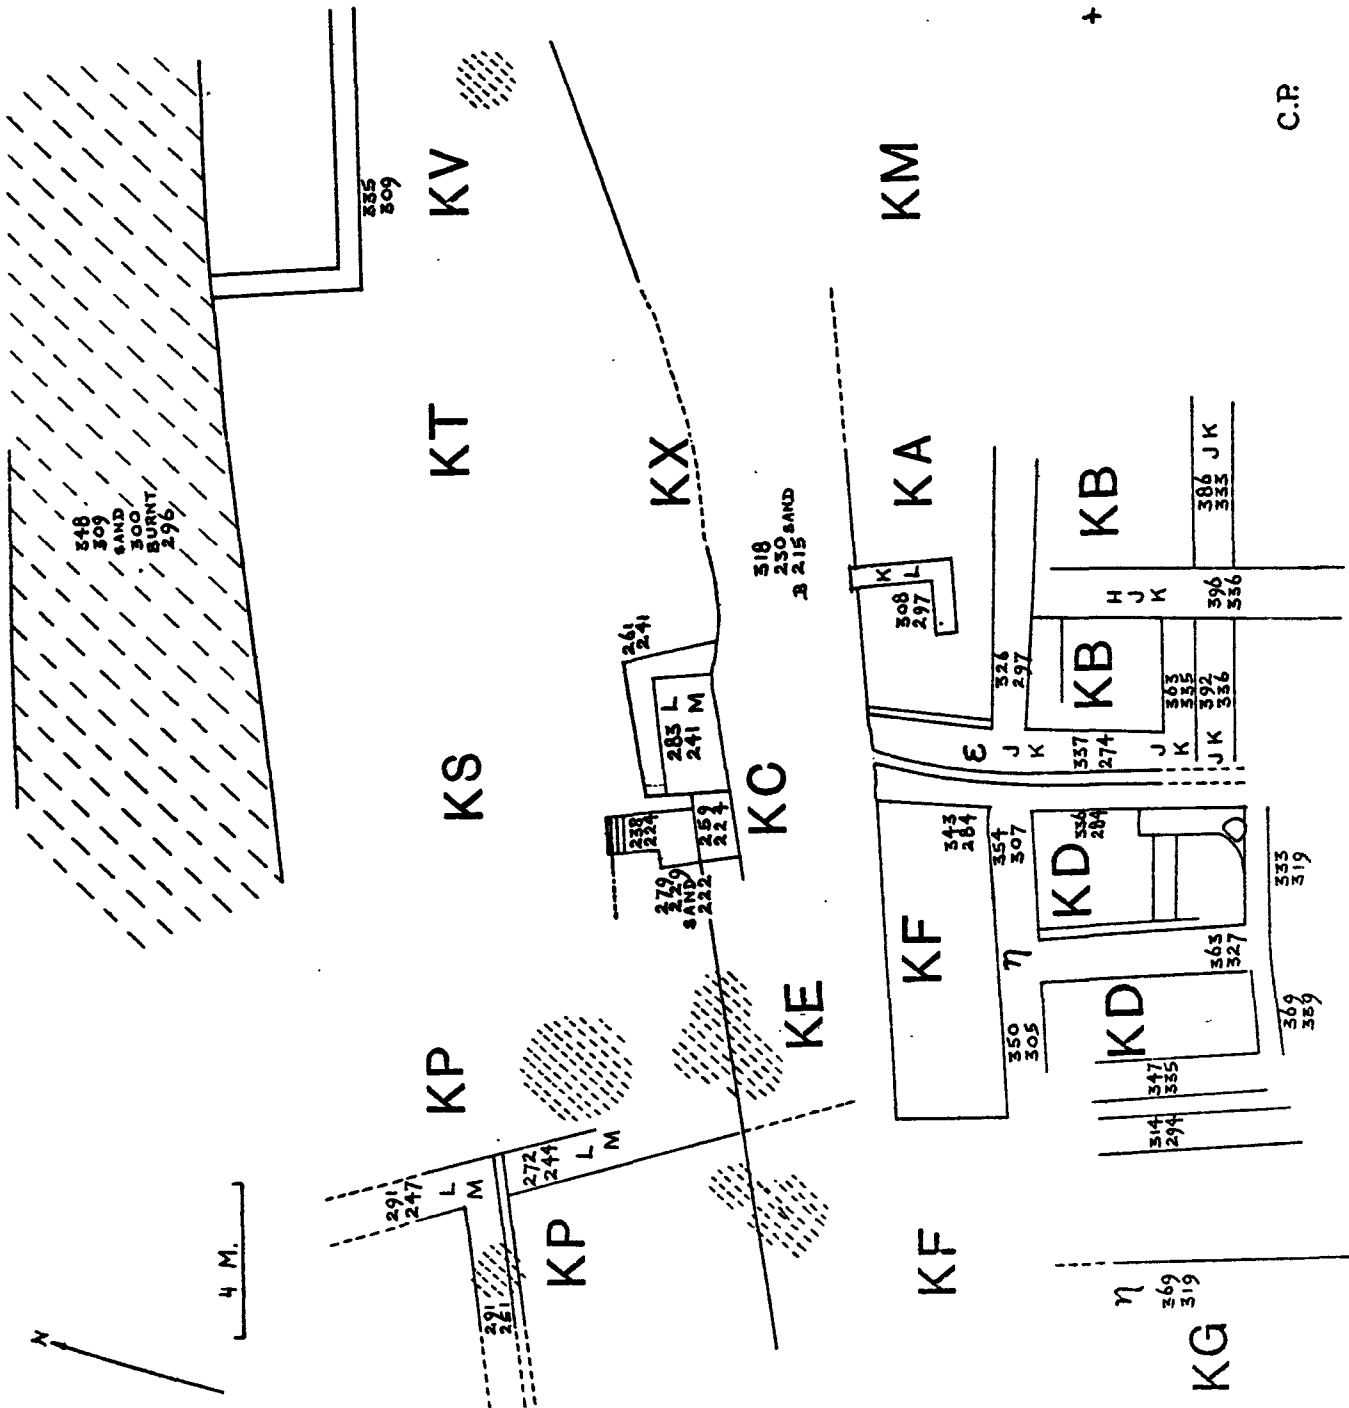 N
4 M.
348
309
SAND
300
BURNT
296
335
309
291
247
L
M
KP
KS
KT
KV
291
261
272
244
L
M
KP
261
241
238
224
283
241
L
M
279
229
SAND
222
259
224
KX
KE
KC
318
230 SAND
B 215
K
L
308
297
KF
KF
KA
KM
343
284
ε
354
307
326
297
η
350
305
J
K
KD
336
284
337
274
KB
KB
+
η
369
319
KD
314
294
347
335
H
J
K
J
K
363
335
KG
363
327
J K
392
336
396
336
386
333
J K
369
339
333
319
C.P.